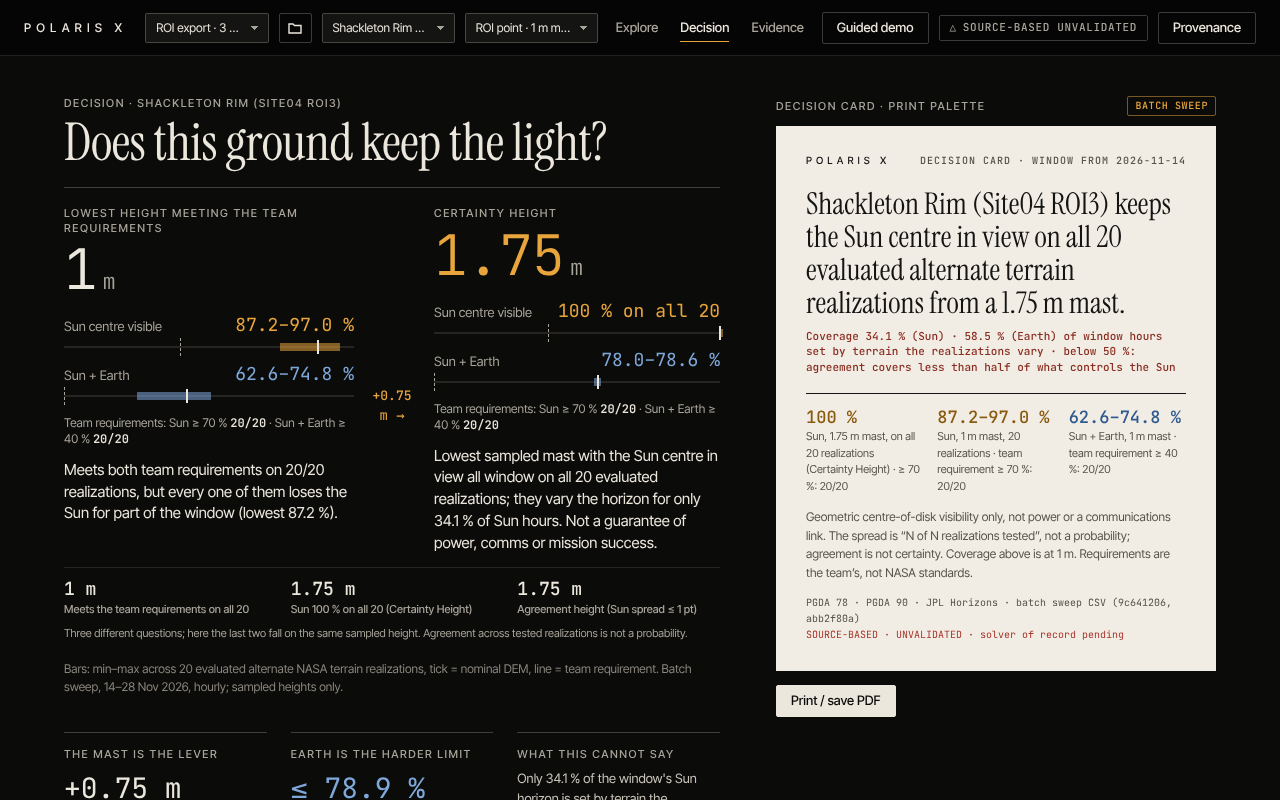 POLARIS X
ROI export · 3 ...
Shackleton Rim ...
ROI point · 1 m m...
Explore
Decision
Evidence
Guided demo
△ SOURCE-BASED UNVALIDATED
Provenance
DECISION · SHACKLETON RIM (SITE04 ROI3)
Does this ground keep the light?
LOWEST HEIGHT MEETING THE TEAM
REQUIREMENTS
1 m
Sun centre visible 87.2–97.0 %
Sun + Earth 62.6–74.8 %
Team requirements: Sun ≥ 70 % 20/20 · Sun + Earth ≥
40 % 20/20
Meets both team requirements on 20/20
realizations, but every one of them loses the
Sun for part of the window (lowest 87.2 %).
+0.75
m →
CERTAINTY HEIGHT
1.75 m
Sun centre visible 100 % on all 20
Sun + Earth 78.0–78.6 %
Team requirements: Sun ≥ 70 % 20/20 · Sun + Earth ≥
40 % 20/20
Lowest sampled mast with the Sun centre in
view all window on all 20 evaluated
realizations; they vary the horizon for only
34.1 % of Sun hours. Not a guarantee of
power, comms or mission success.
1 m
Meets the team requirements on all 20
1.75 m
Sun 100 % on all 20 (Certainty Height)
1.75 m
Agreement height (Sun spread ≤ 1 pt)
Three different questions; here the last two fall on the same sampled height. Agreement across tested realizations is not a probability.
Bars: min–max across 20 evaluated alternate NASA terrain realizations, tick = nominal DEM, line = team requirement. Batch
sweep, 14–28 Nov 2026, hourly; sampled heights only.
THE MAST IS THE LEVER
+0.75 m
EARTH IS THE HARDER LIMIT
≤ 78.9 %
WHAT THIS CANNOT SAY
Only 34.1 % of the window's Sun
horizon is set by terrain the
DECISION CARD · PRINT PALETTE
BATCH SWEEP
POLARIS X
DECISION CARD · WINDOW FROM 2026-11-14
Shackleton Rim (Site04 ROI3) keeps
the Sun centre in view on all 20
evaluated alternate terrain
realizations from a 1.75 m mast.
Coverage 34.1 % (Sun) · 58.5 % (Earth) of window hours
set by terrain the realizations vary · below 50 %:
agreement covers less than half of what controls the Sun
100 %
Sun, 1.75 m mast, on all
20 realizations
(Certainty Height) · ≥ 70
%: 20/20
87.2–97.0 %
Sun, 1 m mast, 20
realizations · team
requirement ≥ 70 %:
20/20
62.6–74.8 %
Sun + Earth, 1 m mast ·
team requirement ≥ 40
%: 20/20
Geometric centre-of-disk visibility only, not power or a communications
link. The spread is “N of N realizations tested”, not a probability;
agreement is not certainty. Coverage above is at 1 m. Requirements are
the team’s, not NASA standards.
PGDA 78 · PGDA 90 · JPL Horizons · batch sweep CSV (9c641206,
abb2f80a)
SOURCE-BASED · UNVALIDATED · solver of record pending
Print / save PDF